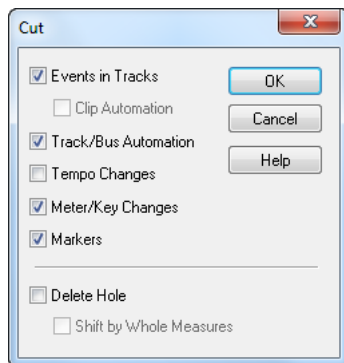 Cut
Events in Tracks
OK
Clip Automation
Cancel
Track/Bus Automation
Help
Tempo Changes
Meter/Key Changes
Markers
Delete Hole
Shift by Whole Measures